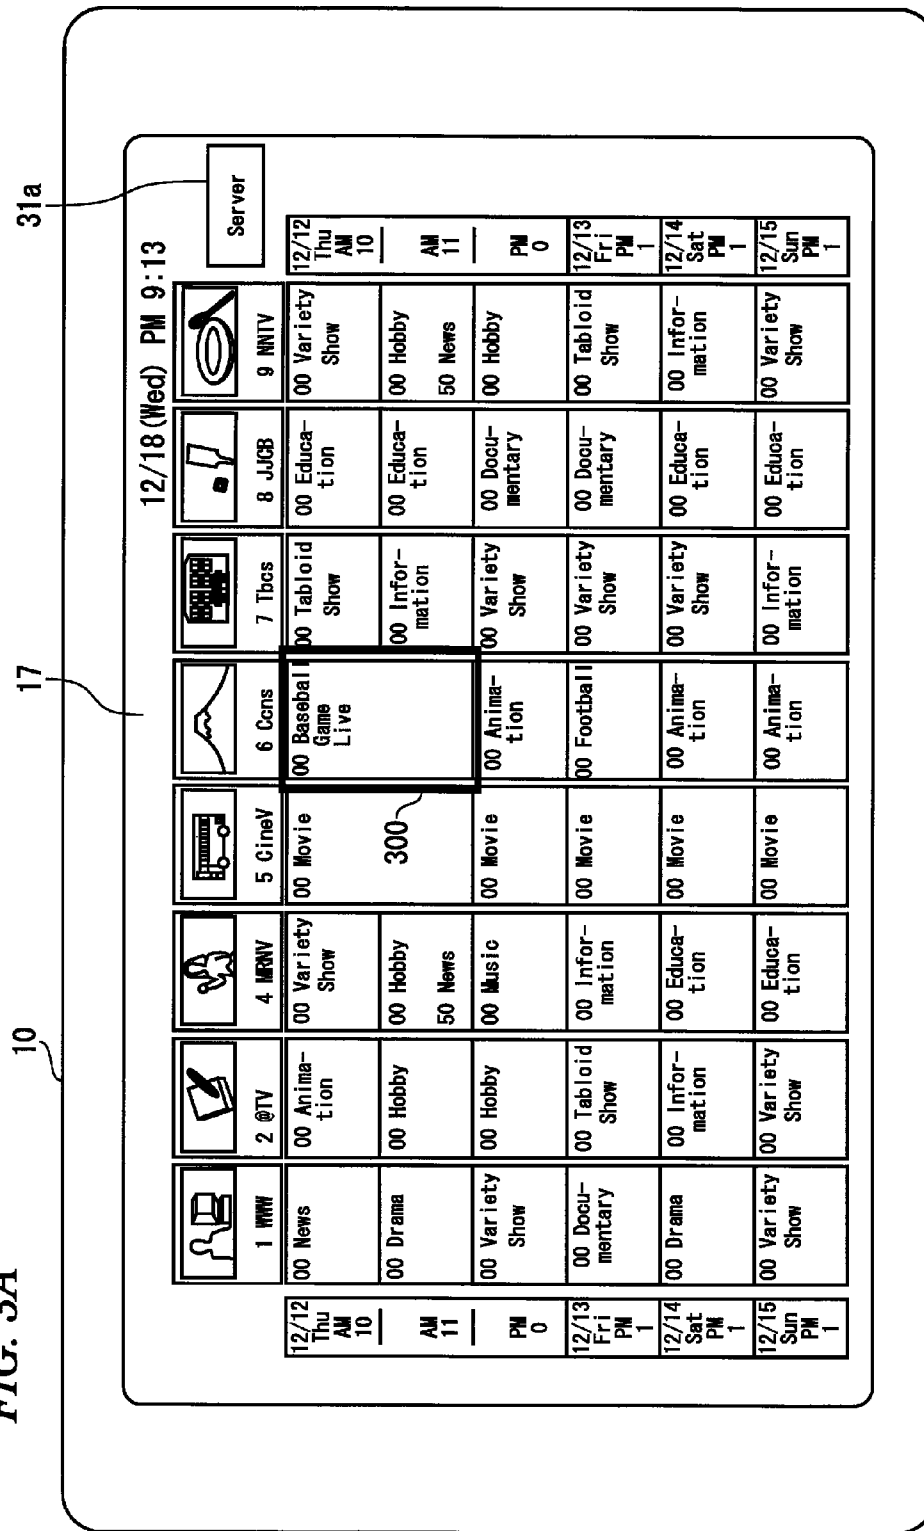 FIG. 3A
10
17
31a
12/18(Wed) PM 9:13
Server
1 WWW
2 @TV
4 MRNV
5 CineV
6 Ccns
7 Tbcs
8 JJCB
9 NNTV
12/12
Thu
AM
10
00 News
00 Anima-
tion
00 Variety
Show
00 Movie
00 Baseball
Game
Live
00 Tabloid
Show
00 Educa-
tion
00 Variety
Show
12/12
Thu
AM
10
AM
11
00 Drama
00 Hobby
00 Hobby
50 News
300
00 Infor-
mation
00 Educa-
tion
00 Hobby
50 News
AM
11
PM
0
00 Variety
Show
00 Hobby
00 Music
00 Movie
00 Anima-
tion
00 Variety
Show
00 Docu-
mentary
00 Hobby
PM
0
12/13
Fri
PM
1
00 Docu-
mentary
00 Tabloid
Show
00 Infor-
mation
00 Movie
00 Football
00 Variety
Show
00 Docu-
mentary
00 Tabloid
Show
12/13
Fri
PM
1
12/14
Sat
PM
1
00 Drama
00 Infor-
mation
00 Educa-
tion
00 Movie
00 Anima-
tion
00 Variety
Show
00 Educa-
tion
00 Infor-
mation
12/14
Sat
PM
1
12/15
Sun
PM
1
00 Variety
Show
00 Variety
Show
00 Educa-
tion
00 Movie
00 Anima-
tion
00 Infor-
mation
00 Educa-
tion
00 Variety
Show
12/15
Sun
PM
1